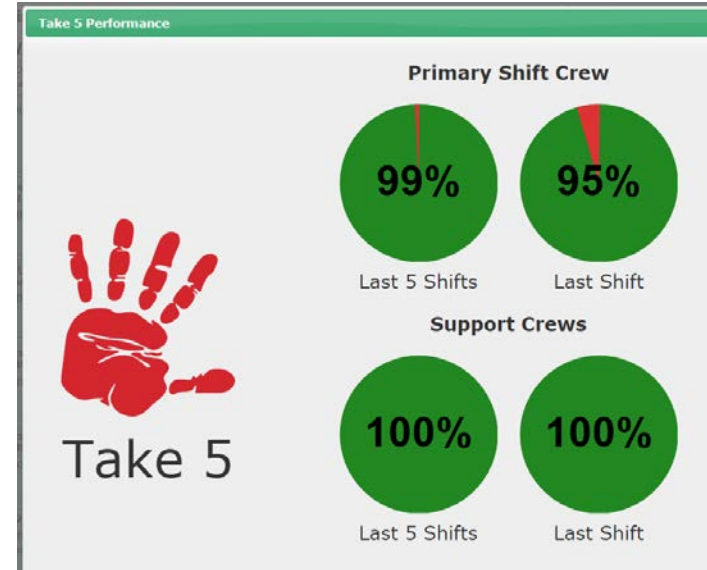 Take 5 Performance
Primary Shift Crew
99% 95%
Last 5 Shifts Last Shift
Support Crews
100% 100%
Last 5 Shifts Last Shift
Take 5